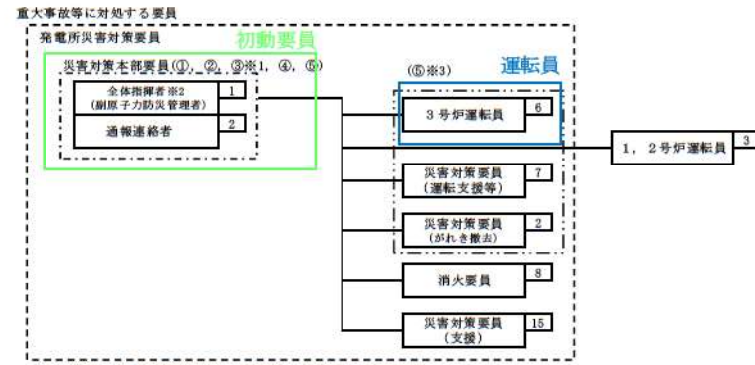 重大事故等に対処する要員
発電所災害対策要員
初動要員
災害対策本部要員(①, ②, ③※1, ④, ⑤)
(⑤※3)
運転員
全体指揮者※2
(副原子力防災管理者)
1
通報連絡者
2
3号炉運転員
6
1, 2号炉運転員
3
災害対策要員
(運転支援等)
7
災害対策要員
(がれき撤去)
2
消火要員
8
災害対策要員
(支援)
15